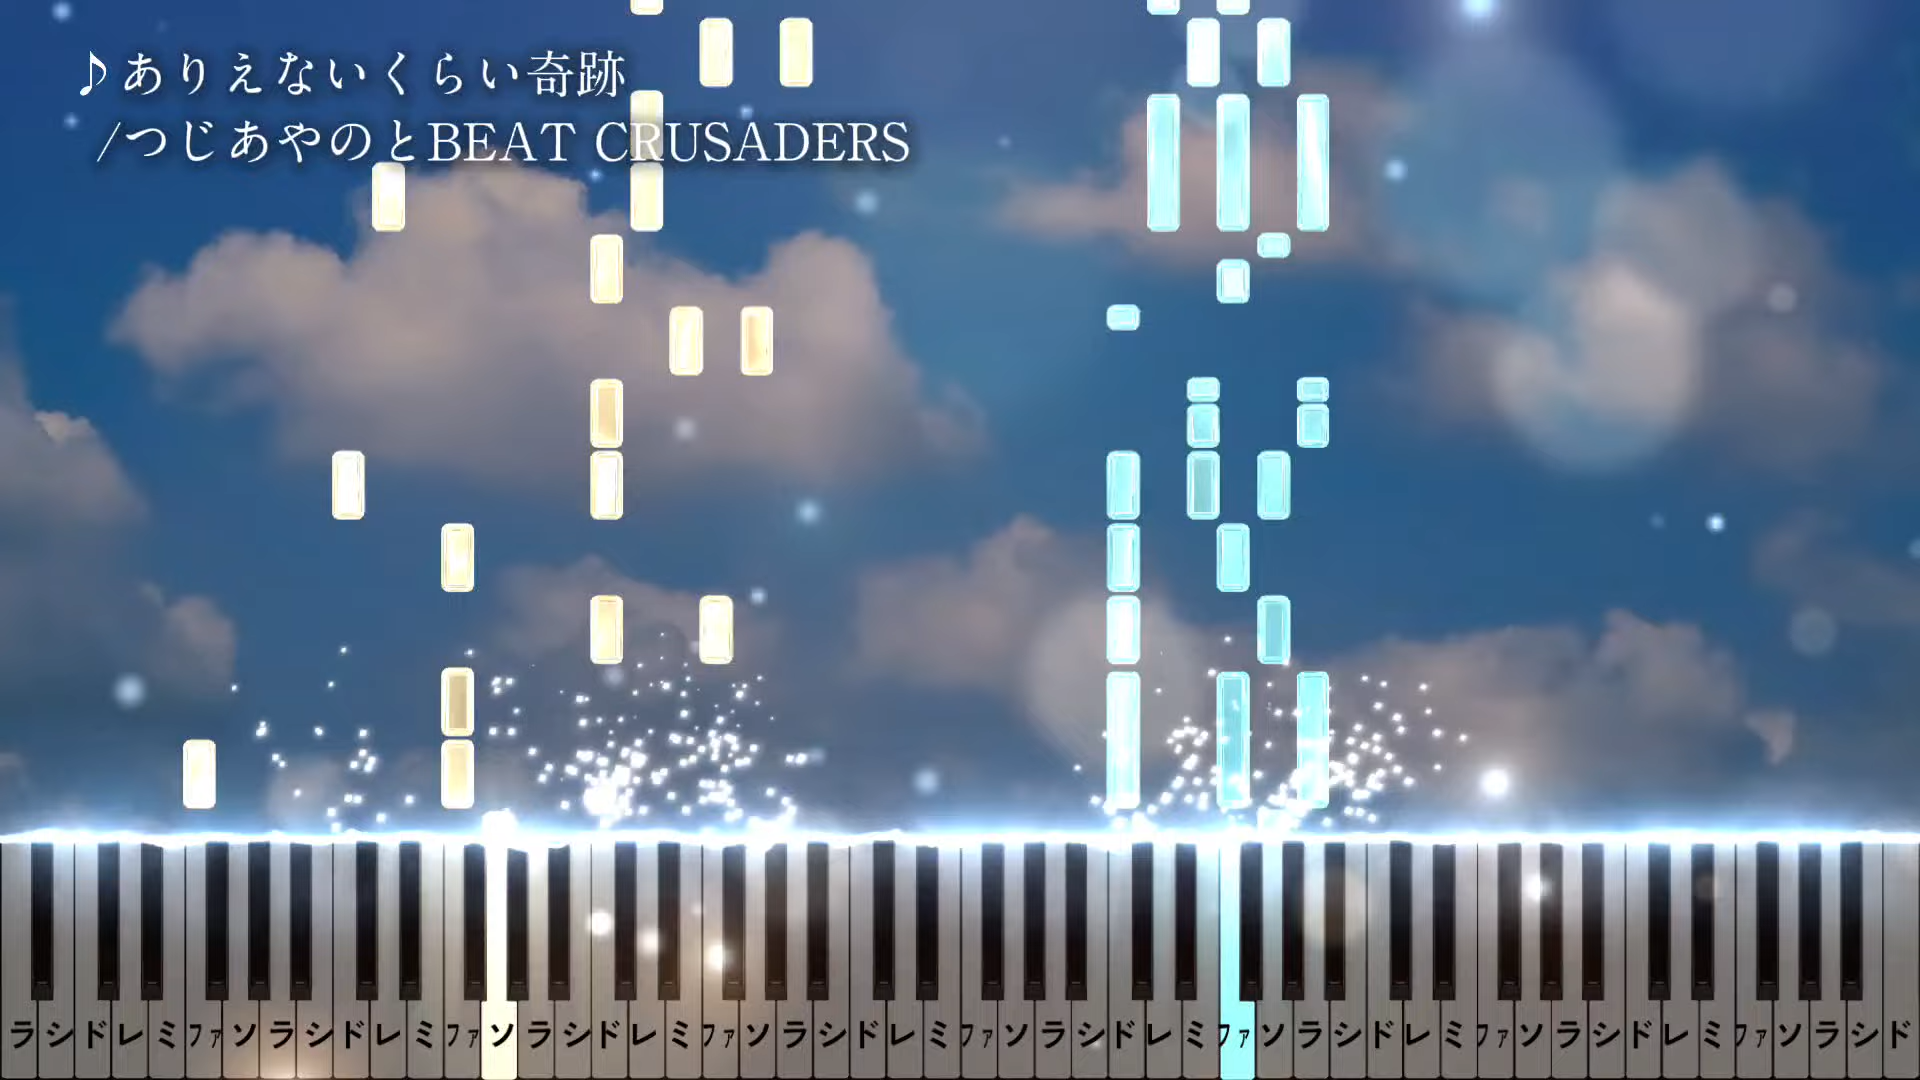 ♪ありえないくらい奇跡
/つじあやのとBEAT CRUSADERS
ラシドレミファソラシドレミファソラシドレミファソラシドレミファソラシドレミファソラシドレミファソラシドレミファソラシド